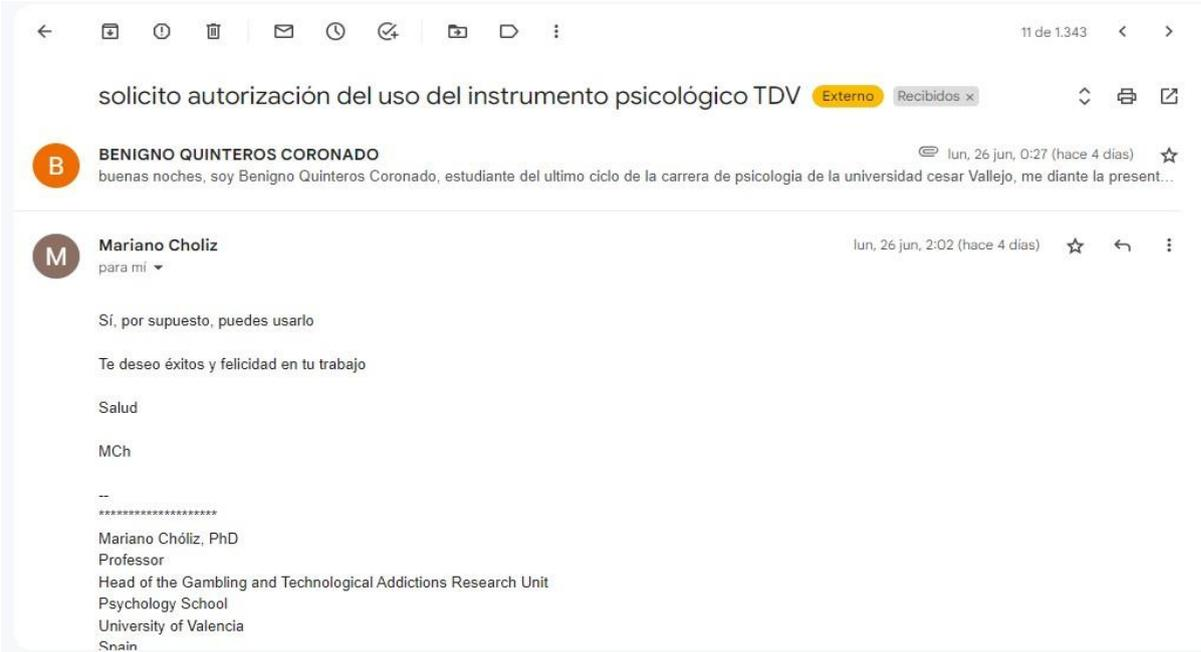 11 de 1.343
solicito autorización del uso del instrumento psicológico TDV Externo Recibidos ×
B
BENIGNO QUINTEROS CORONADO lun, 26 jun, 0:27 (hace 4 días)
buenas noches, soy Benigno Quinteros Coronado, estudiante del ultimo ciclo de la carrera de psicologia de la universidad cesar Vallejo, me diante la present...
M
Mariano Choliz lun, 26 jun, 2:02 (hace 4 días)
para mí
Sí, por supuesto, puedes usarlo
Te deseo éxitos y felicidad en tu trabajo
Salud
MCh
--
********************
Mariano Chóliz, PhD
Professor
Head of the Gambling and Technological Addictions Research Unit
Psychology School
University of Valencia
Spain